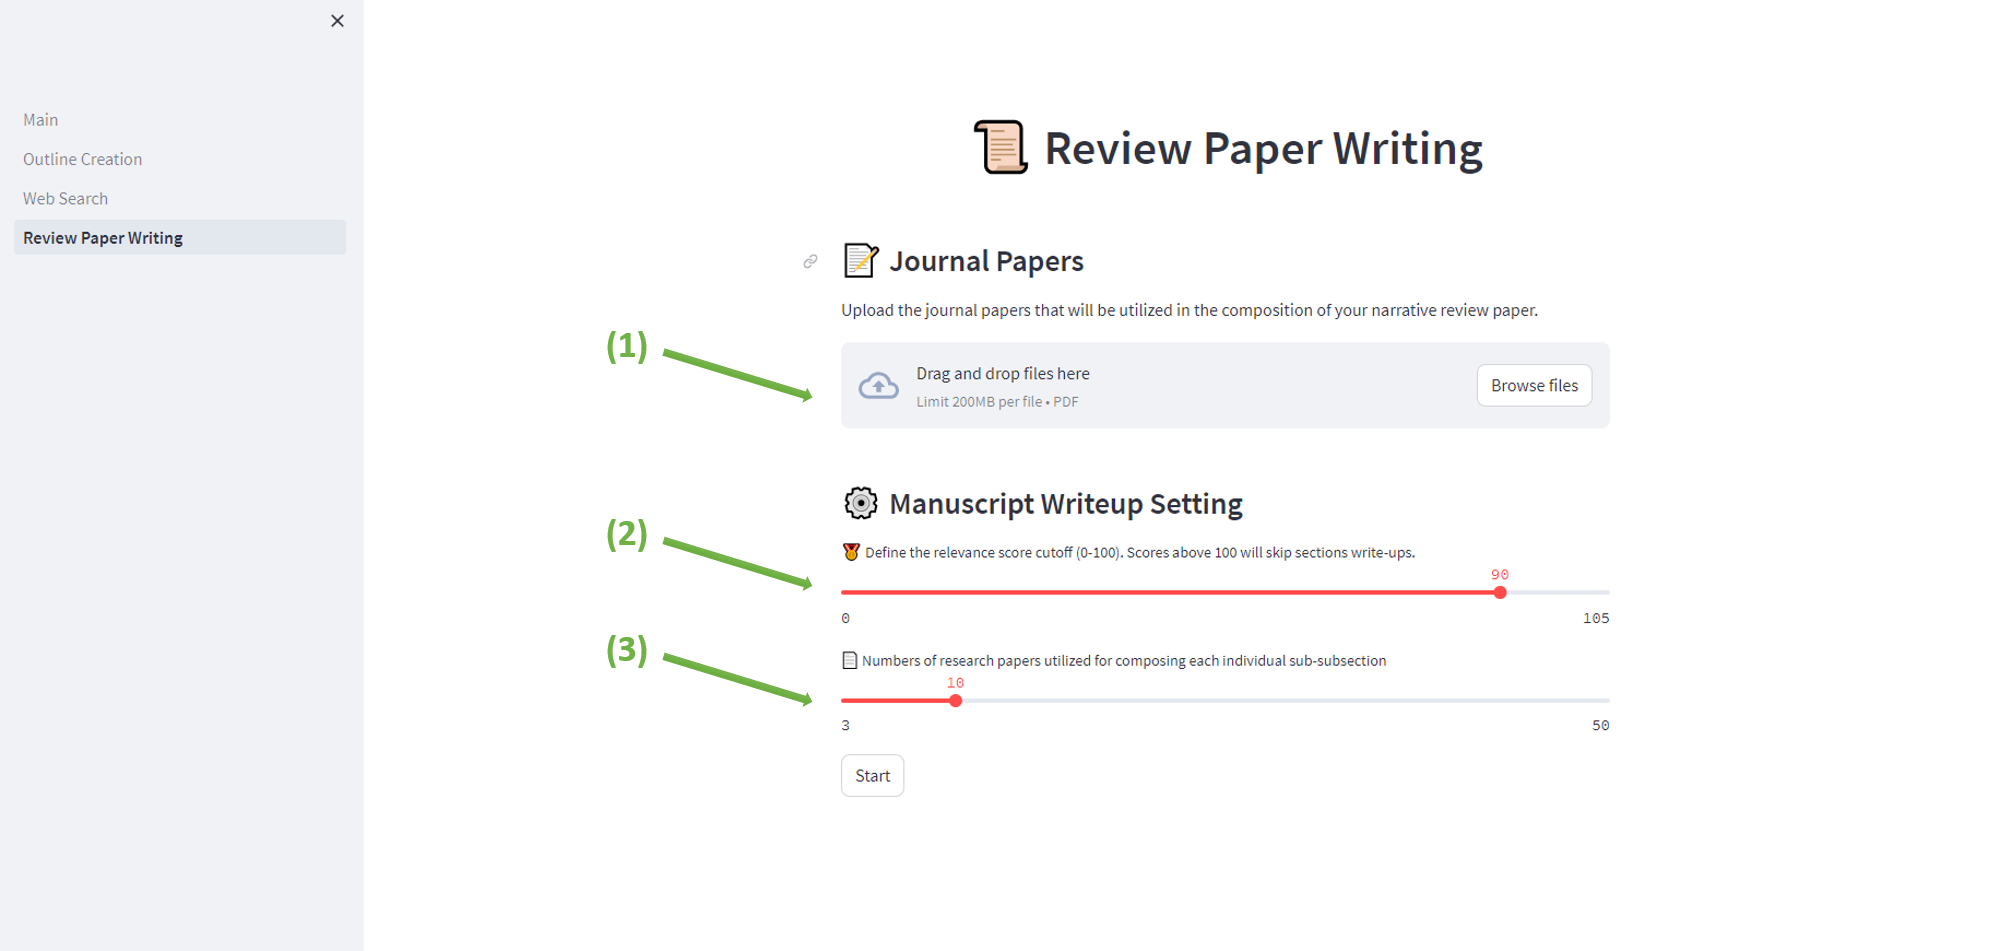 Main
Outline Creation
Web Search
Review Paper Writing
Review Paper Writing
Journal Papers
Upload the journal papers that will be utilized in the composition of your narrative review paper.
(1)
Drag and drop files here
Limit 200MB per file • PDF
Browse files
Manuscript Writeup Setting
(2)
Define the relevance score cutoff (0-100). Scores above 100 will skip sections write-ups.
90
0
105
(3)
Numbers of research papers utilized for composing each individual sub-subsection
10
3
50
Start